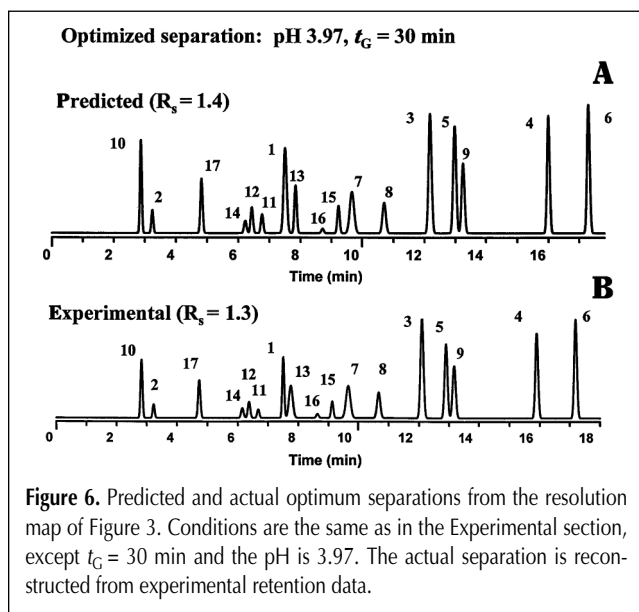 Optimized separation: pH 3.97, tG = 30 min
A
Predicted (Rs = 1.4)
10 2 17 14 12 11 1 13 16 15 7 8 3 5 9 4 6
0 2 4 6 8 10 12 14 16
Time (min)
B
Experimental (Rs = 1.3)
10 2 17 14 12 11 1 13 16 15 7 8 3 5 9 4 6
0 2 4 6 8 10 12 14 16 18
Time (min)
Figure 6. Predicted and actual optimum separations from the resolution
map of Figure 3. Conditions are the same as in the Experimental section,
except tG = 30 min and the pH is 3.97. The actual separation is recon-
structed from experimental retention data.